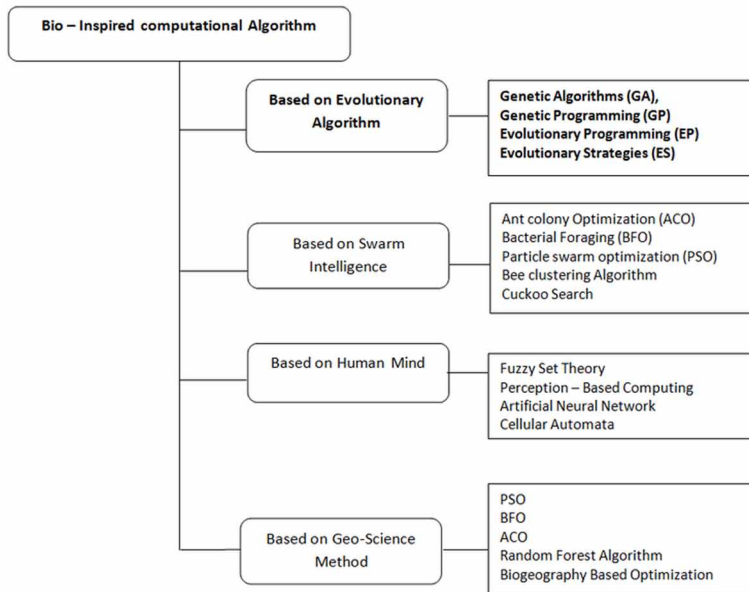 Bio – Inspired computational Algorithm
Based on Evolutionary
Algorithm
Genetic Algorithms (GA),
Genetic Programming (GP)
Evolutionary Programming (EP)
Evolutionary Strategies (ES)
Based on Swarm
Intelligence
Ant colony Optimization (ACO)
Bacterial Foraging (BFO)
Particle swarm optimization (PSO)
Bee clustering Algorithm
Cuckoo Search
Based on Human Mind
Fuzzy Set Theory
Perception – Based Computing
Artificial Neural Network
Cellular Automata
Based on Geo-Science
Method
PSO
BFO
ACO
Random Forest Algorithm
Biogeography Based Optimization